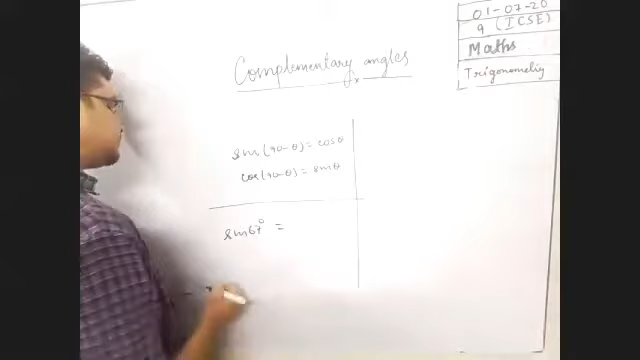 01-07-20
9 (ICSE)
Maths
Trigonometry
Complementary angles
sin(90-θ)= cosθ
cos(90-θ)= sinθ
sin67° =